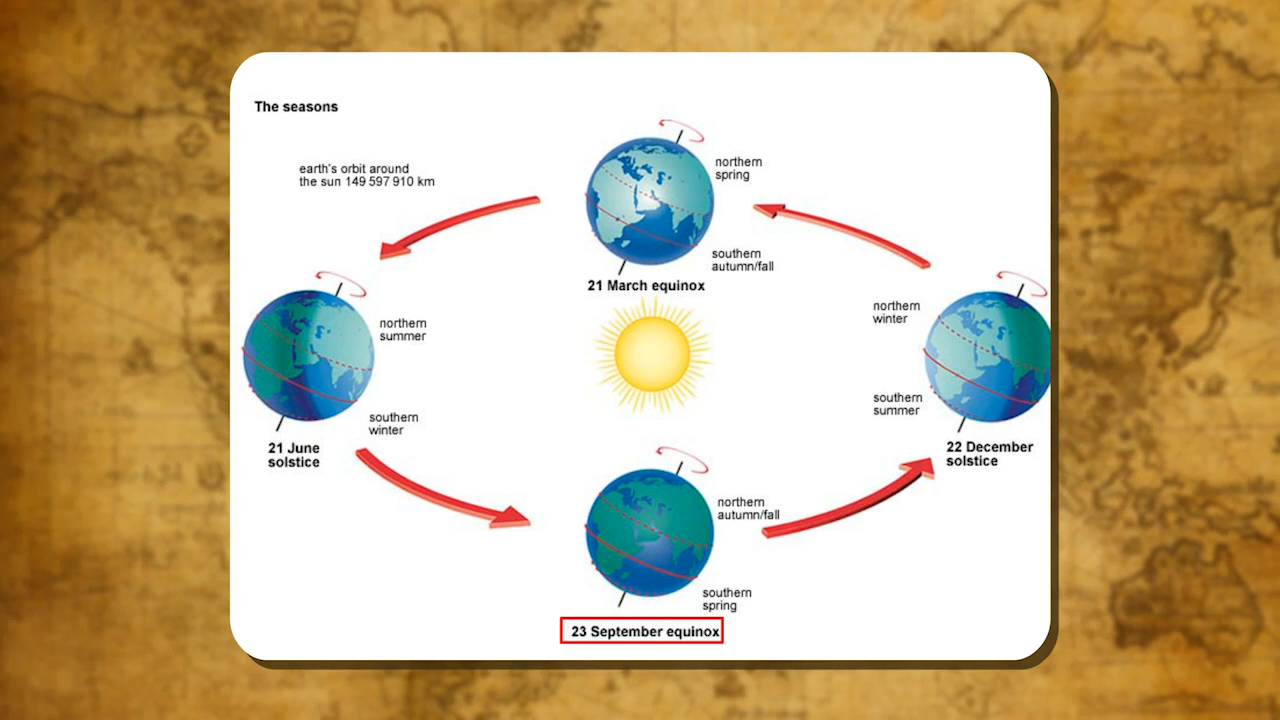 The seasons
earth's orbit around
the sun 149 597 910 km
northern
spring
southern
autumn/fall
21 March equinox
northern
summer
southern
winter
21 June
solstice
northern
winter
southern
summer
22 December
solstice
northern
autumn/fall
southern
spring
23 September equinox